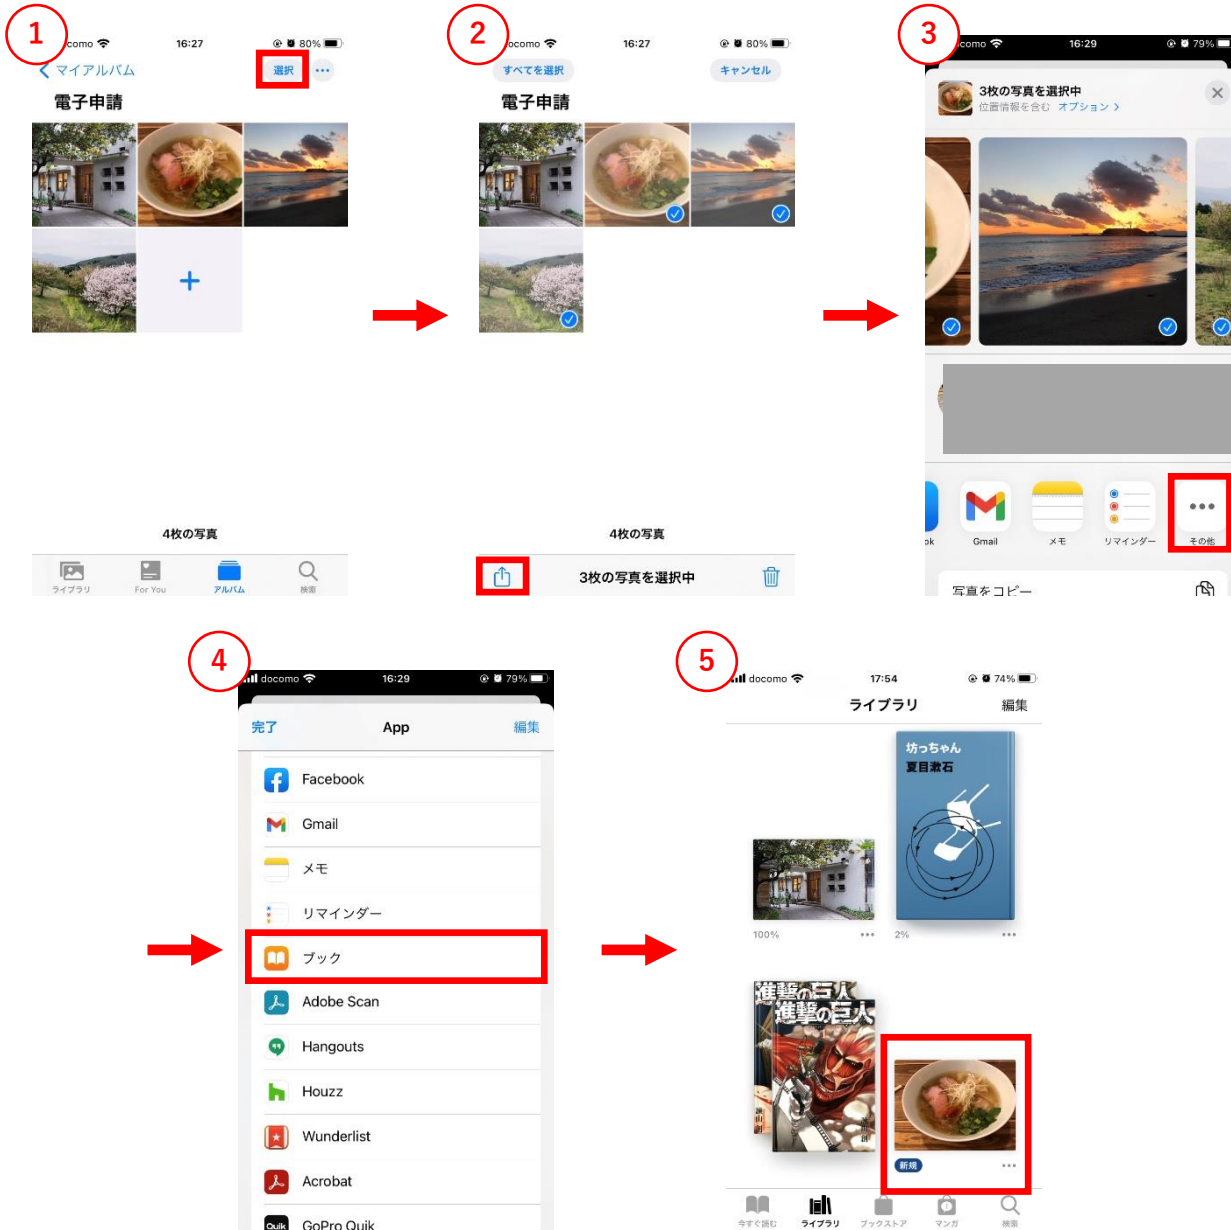 1
como
16:27
80%
マイアルバム
選択
電子申請
4枚の写真
ライブラリ
For You
アルバム
検索
2
ocomo
16:27
80%
すべてを選択
キャンセル
電子申請
4枚の写真
3枚の写真を選択中
3
como
16:29
79%
3枚の写真を選択中
位置情報を含む オプション
ok
Gmail
メモ
リマインダー
その他
写真をコピー
4
docomo
16:29
79%
完了
App
編集
Facebook
Gmail
メモ
リマインダー
ブック
Adobe Scan
Hangouts
Houzz
Wunderlist
Acrobat
Quik
GoPro Quik
5
docomo
17:54
74%
ライブラリ
編集
坊っちゃん
夏目漱石
100%
2%
進撃の巨人
進撃の巨人
諫山創
新規
今すぐ読む
ライブラリ
ブックストア
マンガ
検索